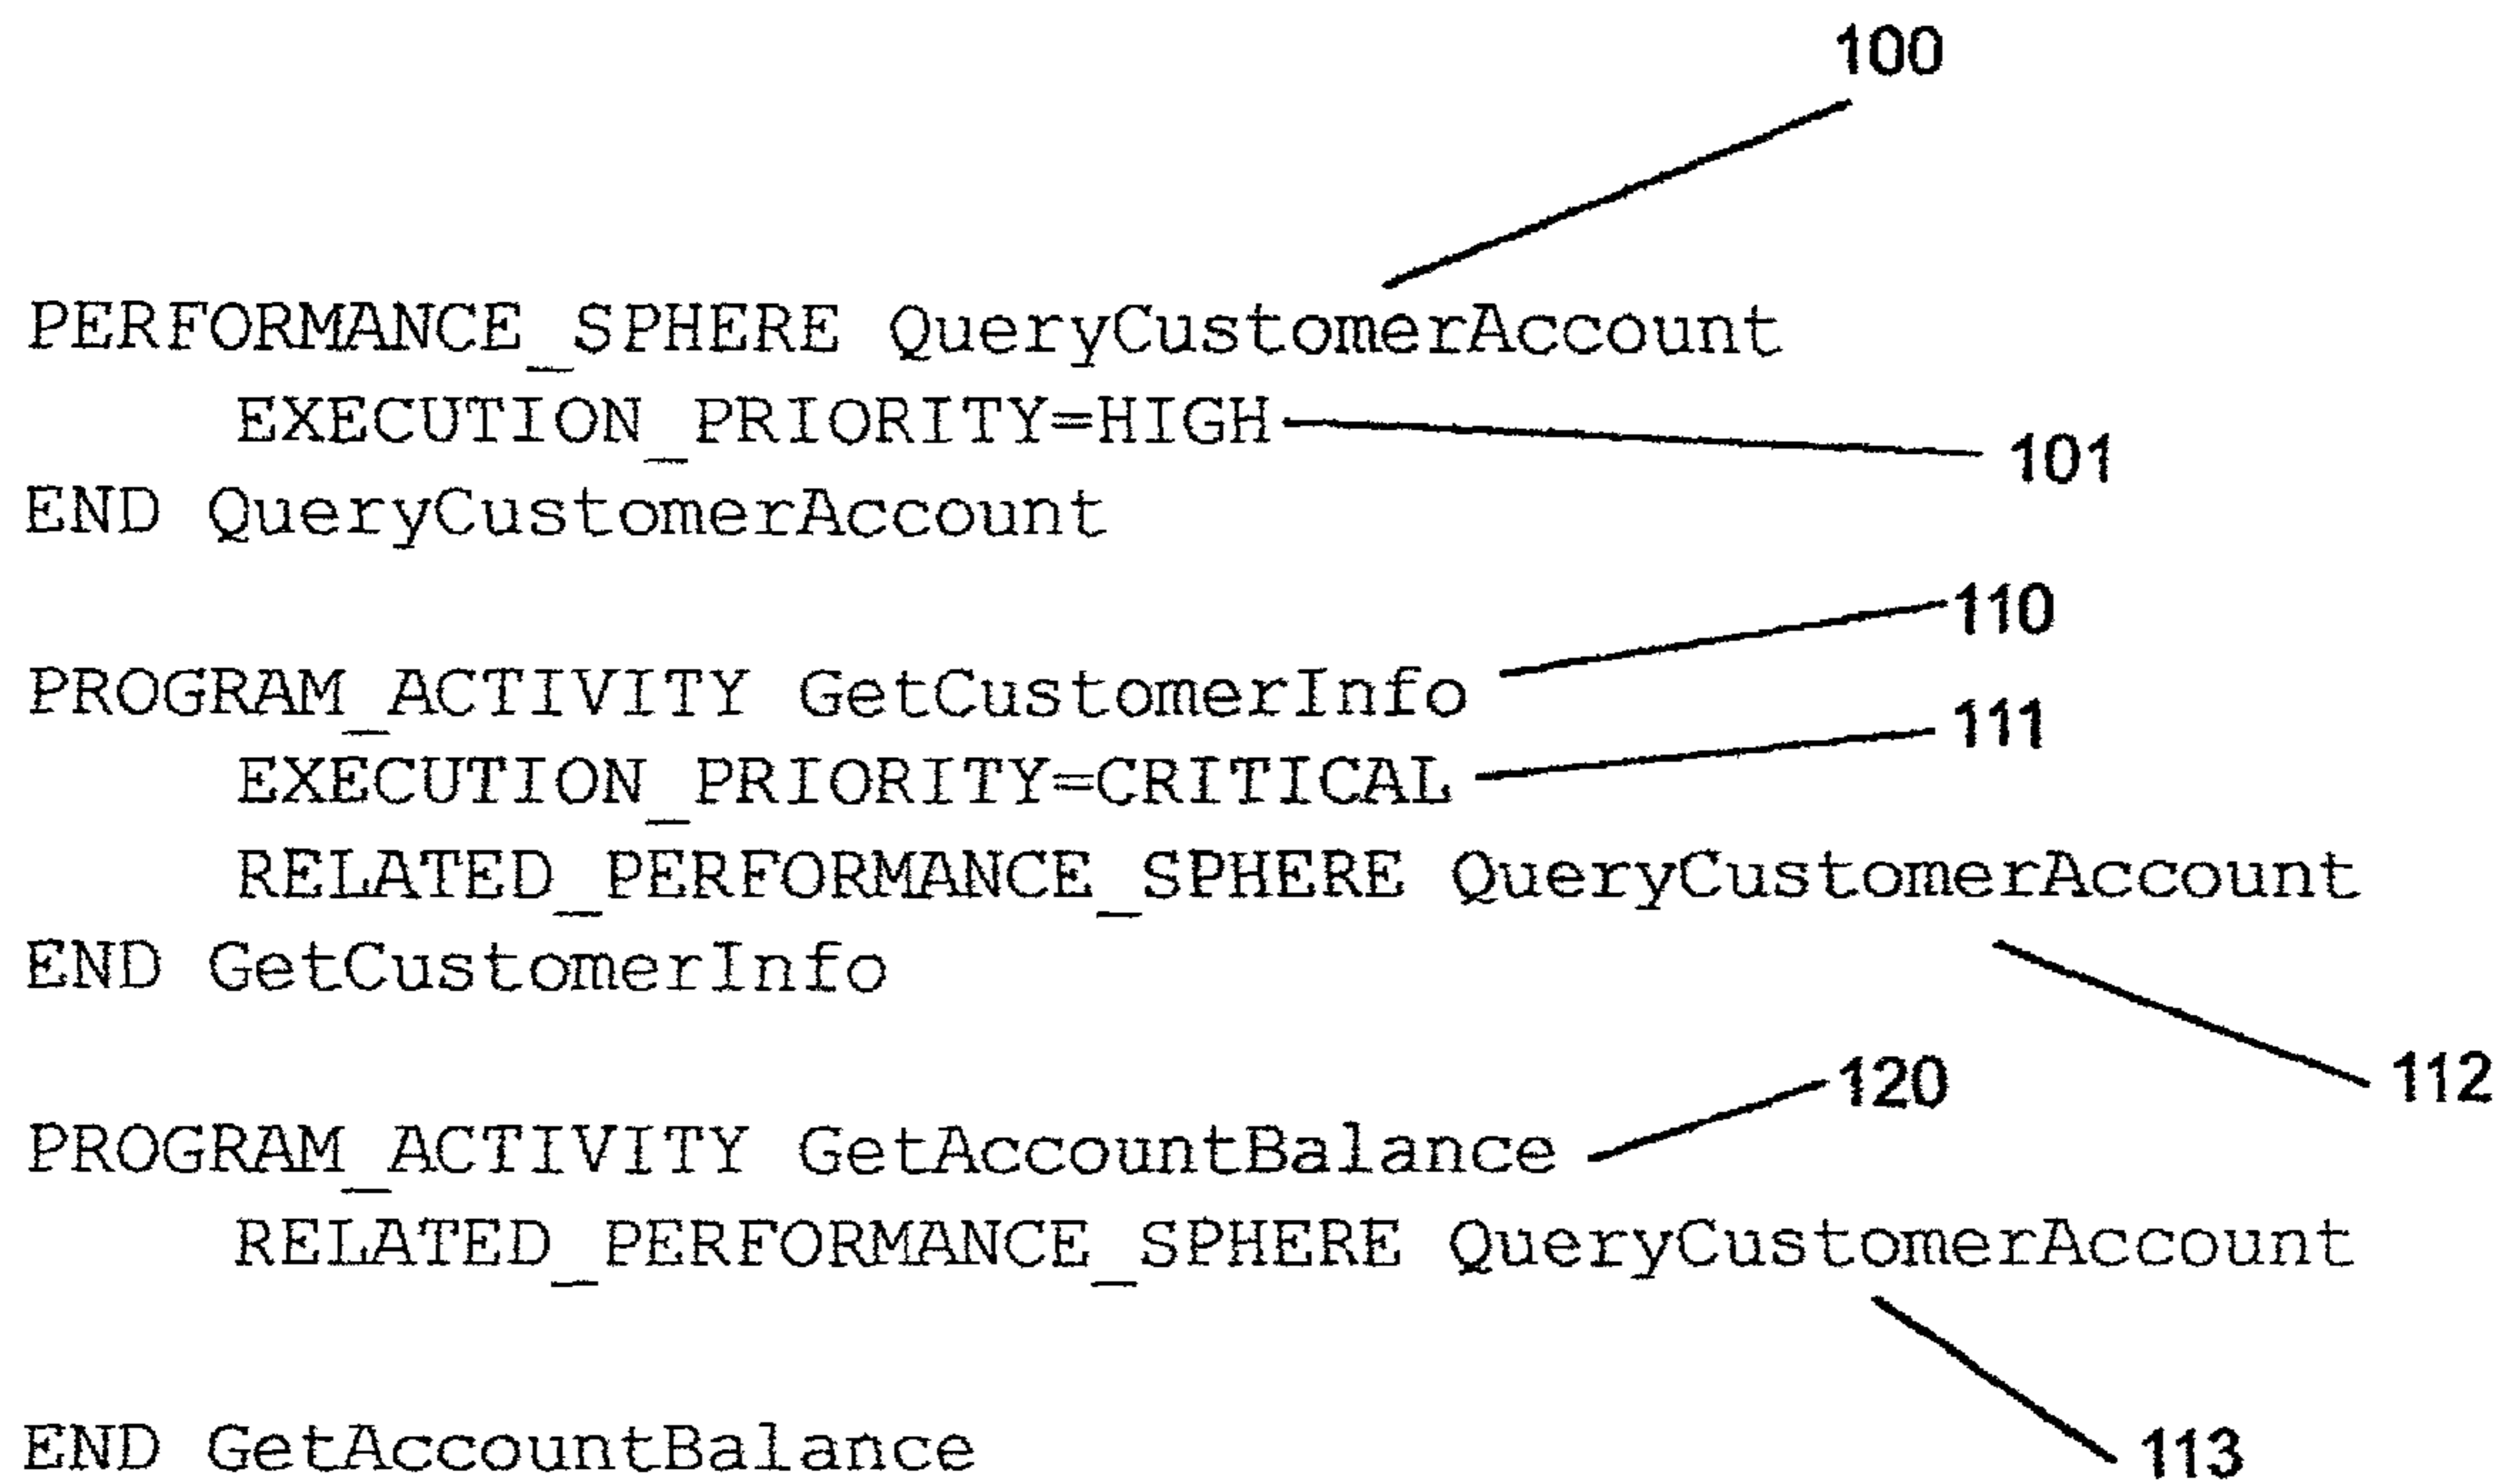 100
PERFORMANCE_SPHERE QueryCustomerAccount
EXECUTION_PRIORITY=HIGH
101
END QueryCustomerAccount
110
PROGRAM_ACTIVITY GetCustomerInfo
111
EXECUTION_PRIORITY=CRITICAL
RELATED_PERFORMANCE_SPHERE QueryCustomerAccount
END GetCustomerInfo
112
120
PROGRAM_ACTIVITY GetAccountBalance
RELATED_PERFORMANCE_SPHERE QueryCustomerAccount
END GetAccountBalance
113